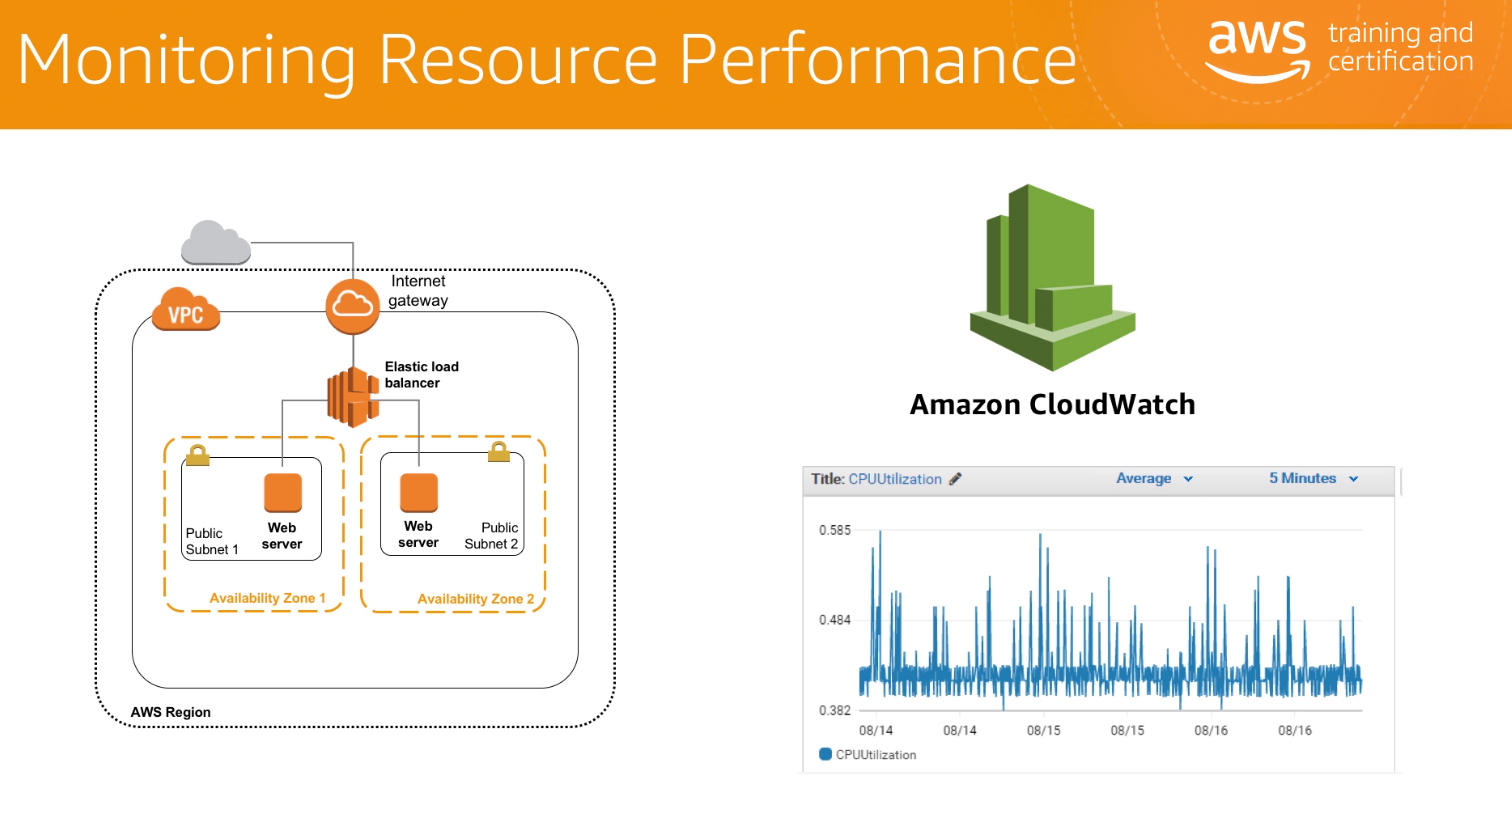 Monitoring Resource Performance
aws training and
certification
Internet
gateway
VPC
Elastic load
balancer
Public
Subnet 1
Web
server
Availability Zone 1
Web
server
Public
Subnet 2
Availability Zone 2
AWS Region
Amazon CloudWatch
Title: CPUUtilization Average 5 Minutes
0.585
0.484
0.382
08/14 08/14 08/15 08/15 08/16 08/16
CPUUtilization